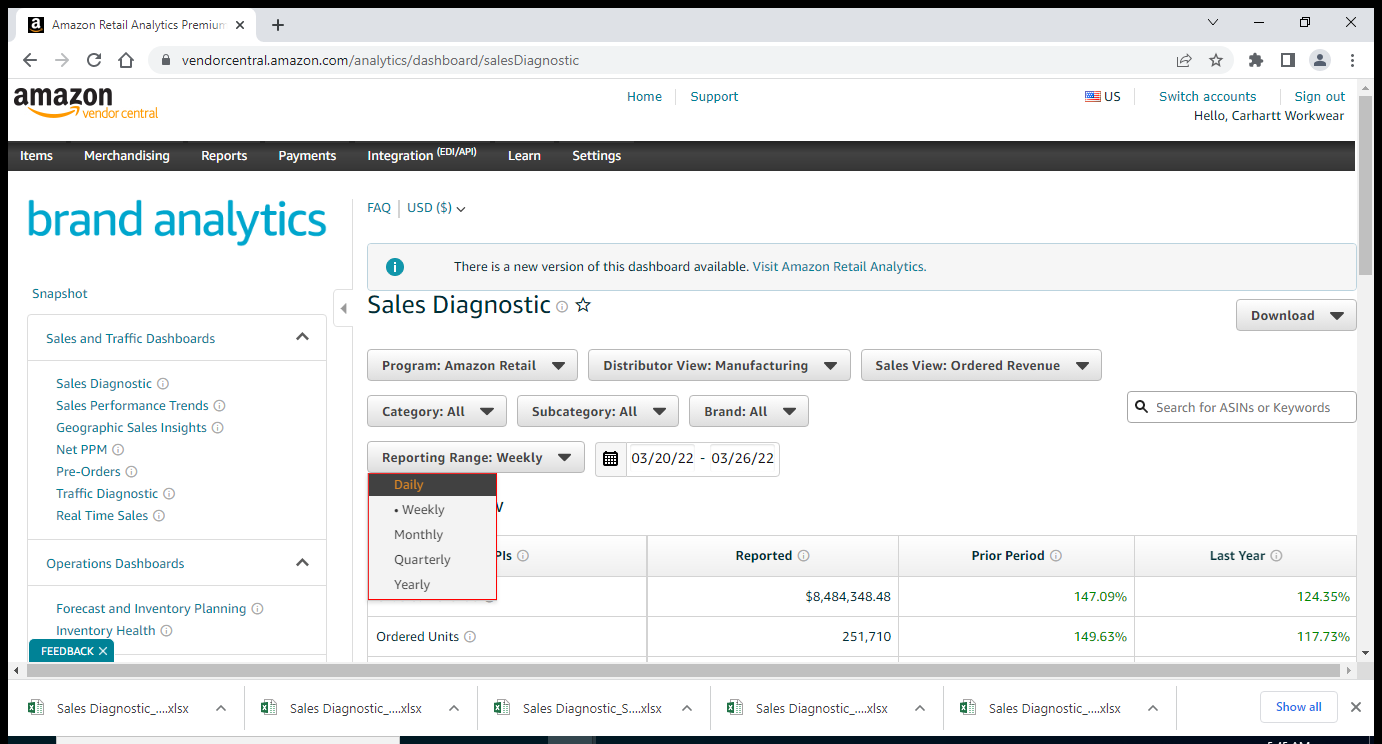 Amazon Retail Analytics Premium
vendorcentral.amazon.com/analytics/dashboard/salesDiagnostic
amazon
vendor central
Home
Support
US
Switch accounts
Sign out
Hello, Carhartt Workwear
Items
Merchandising
Reports
Payments
Integration (EDI/API)
Learn
Settings
brand analytics
FAQ
USD ($)
There is a new version of this dashboard available. Visit Amazon Retail Analytics.
Snapshot
Sales Diagnostic
Download
Sales and Traffic Dashboards
Sales Diagnostic
Sales Performance Trends
Geographic Sales Insights
Net PPM
Pre-Orders
Traffic Diagnostic
Real Time Sales
Operations Dashboards
Forecast and Inventory Planning
Inventory Health
FEEDBACK
Program: Amazon Retail
Distributor View: Manufacturing
Sales View: Ordered Revenue
Category: All
Subcategory: All
Brand: All
Search for ASINs or Keywords
Reporting Range: Weekly
03/20/22 - 03/26/22
Daily
• Weekly
Monthly
Quarterly
Yearly
Reported
Prior Period
Last Year
$8,484,348.48
147.09%
124.35%
Ordered Units
251,710
149.63%
117.73%
Sales Diagnostic_....xlsx
Sales Diagnostic_....xlsx
Sales Diagnostic_S....xlsx
Sales Diagnostic_....xlsx
Sales Diagnostic_....xlsx
Show all